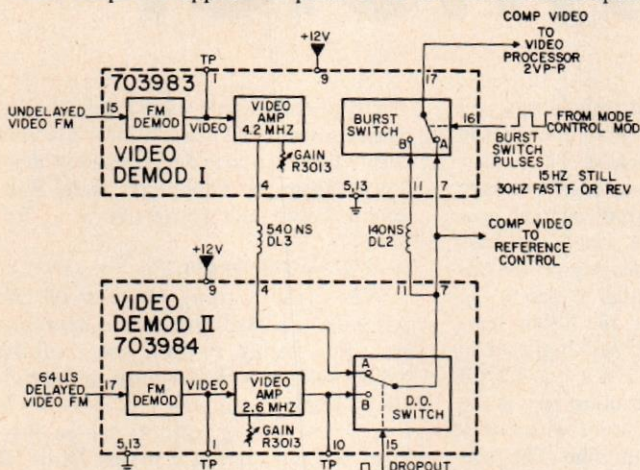 COMP VIDEO
TO
VIDEO
PROCESSOR
2VP-P
+12V
TP
1
9
17
703983
UNDELAYED
VIDEO FM
15
FM
DEMOD
VIDEO
VIDEO
AMP
4.2 MHZ
BURST
SWITCH
B
A
16
FROM MODE
CONTROL MOD
BURST
SWITCH
PULSES
15HZ STILL
30HZ FAST F OR REV
VIDEO
DEMOD I
GAIN
R3013
4
5,13
11
7
540 NS
DL3
140NS
DL2
COMP VIDEO
TO
REFERENCE
CONTROL
+12V
9
4
11
7
VIDEO
DEMOD II
703984
64 US
DELAYED
VIDEO FM
17
FM
DEMOD
VIDEO
VIDEO
AMP
2.6 MHZ
A
B
D.O.
SWITCH
GAIN
R3013
5,13
1
10
15
TP
TP
DROPOUT